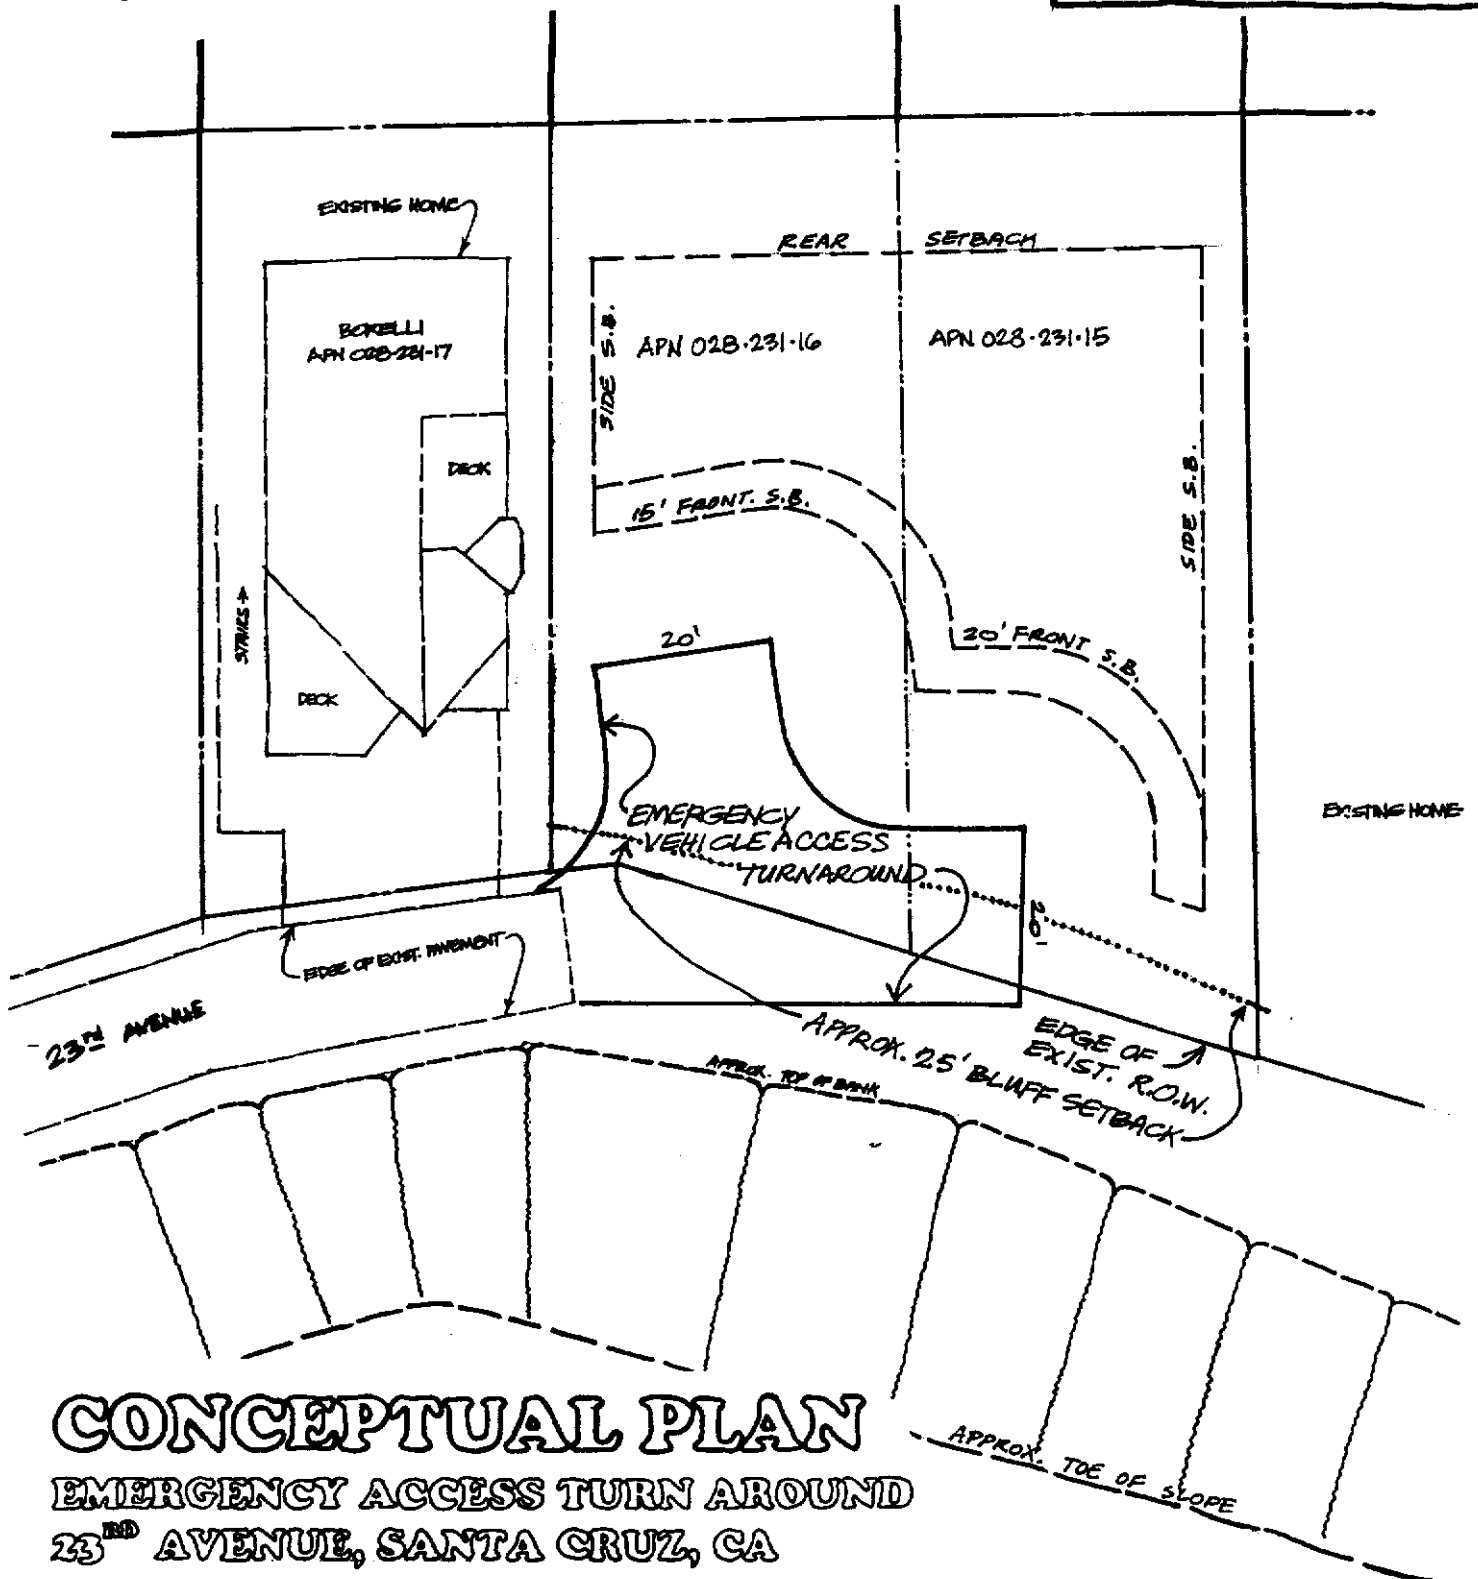 EXISTING HOME
REAR SETBACK
BORELLI
APN 028-231-17
SIDE S.B.
APN 028-231-16
APN 028-231-15
DECK
15' FRONT. S.B.
SIDE S.B.
STAIRS
20'
20' FRONT S.B.
DECK
EMERGENCY
VEHICLE ACCESS
TURNAROUND
EXISTING HOME
20'
EDGE OF EXIST. PAVEMENT
23RD AVENUE
APPROX. 25' BLUFF SETBACK
EDGE OF
EXIST. R.O.W.
APPROX. TOP OF BANK
CONCEPTUAL PLAN
EMERGENCY ACCESS TURN AROUND
23RD AVENUE, SANTA CRUZ, CA
APPROX. TOE OF SLOPE